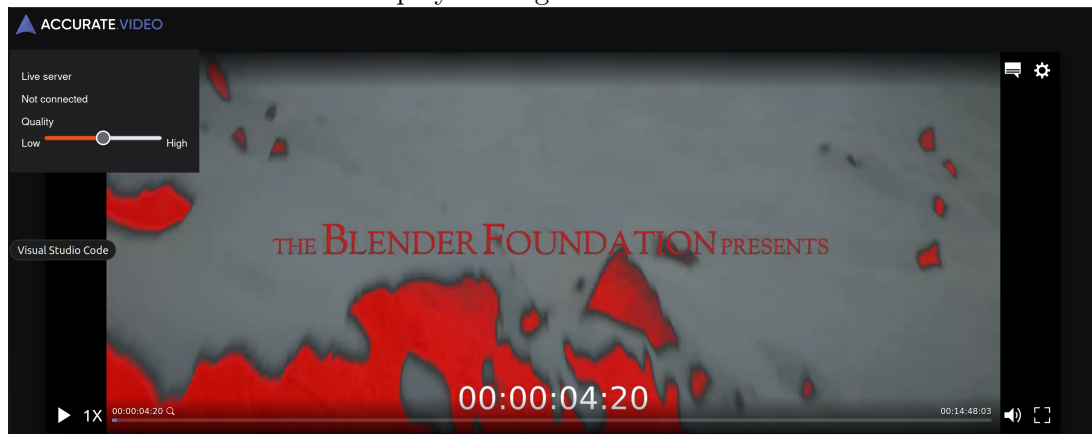 ACCURATE.VIDEO
Live server
Not connected
Quality
Low High
THE BLENDER FOUNDATION PRESENTS
Visual Studio Code
00:00:04:20
1X 00:00:04:20 00:14:48:03